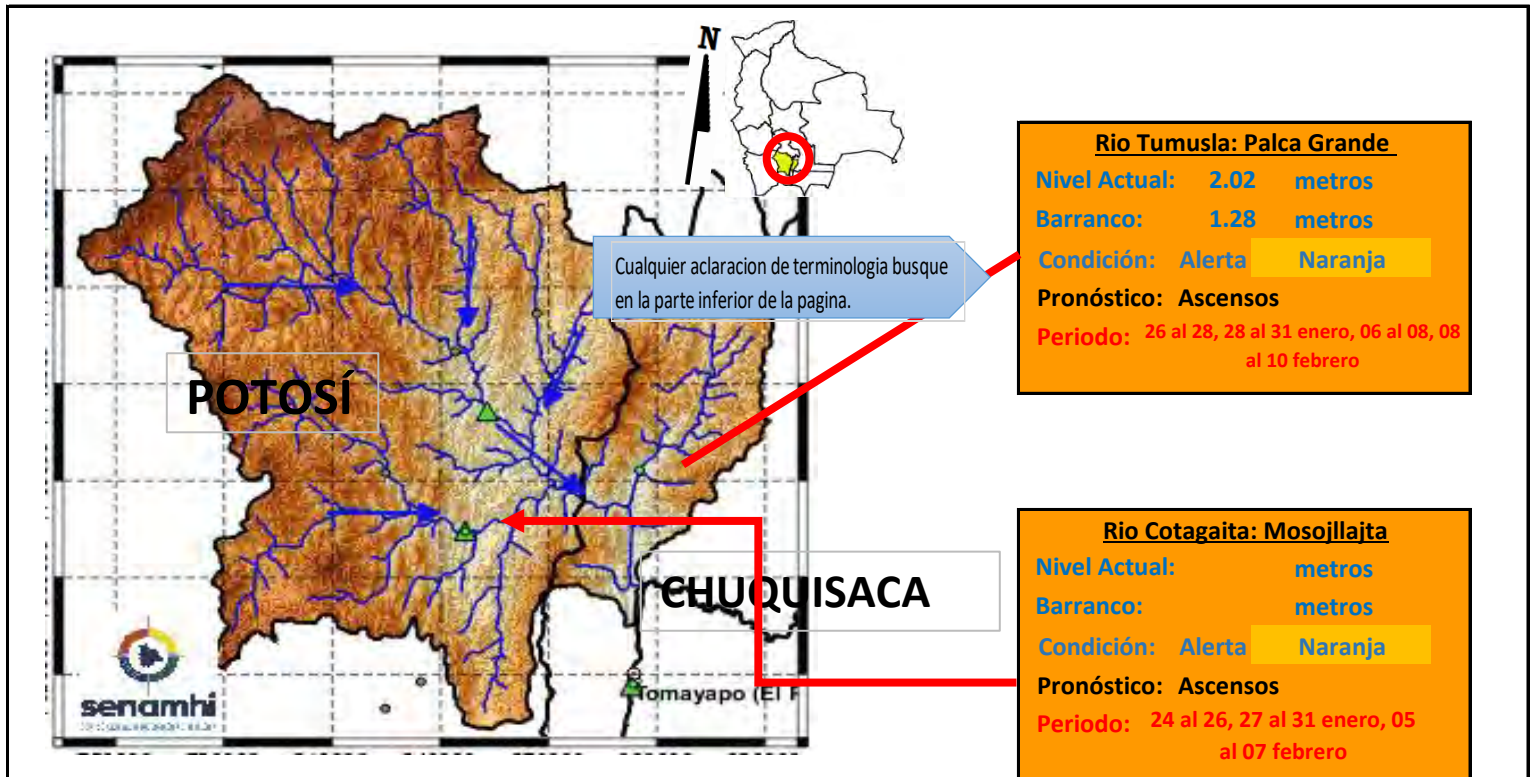 N
Cualquier aclaracion de terminologia busque
en la parte inferior de la pagina.
POTOSÍ
CHUQUISACA
Tomayapo (El
senamhi
Rio Tumusla: Palca Grande
Nivel Actual: 2.02 metros
Barranco: 1.28 metros
Condición: Alerta Naranja
Pronóstico: Ascensos
Periodo: 26 al 28, 28 al 31 enero, 06 al 08, 08
al 10 febrero
Rio Cotagaita: Mosojllajta
Nivel Actual: metros
Barranco: metros
Condición: Alerta Naranja
Pronóstico: Ascensos
Periodo: 24 al 26, 27 al 31 enero, 05
al 07 febrero